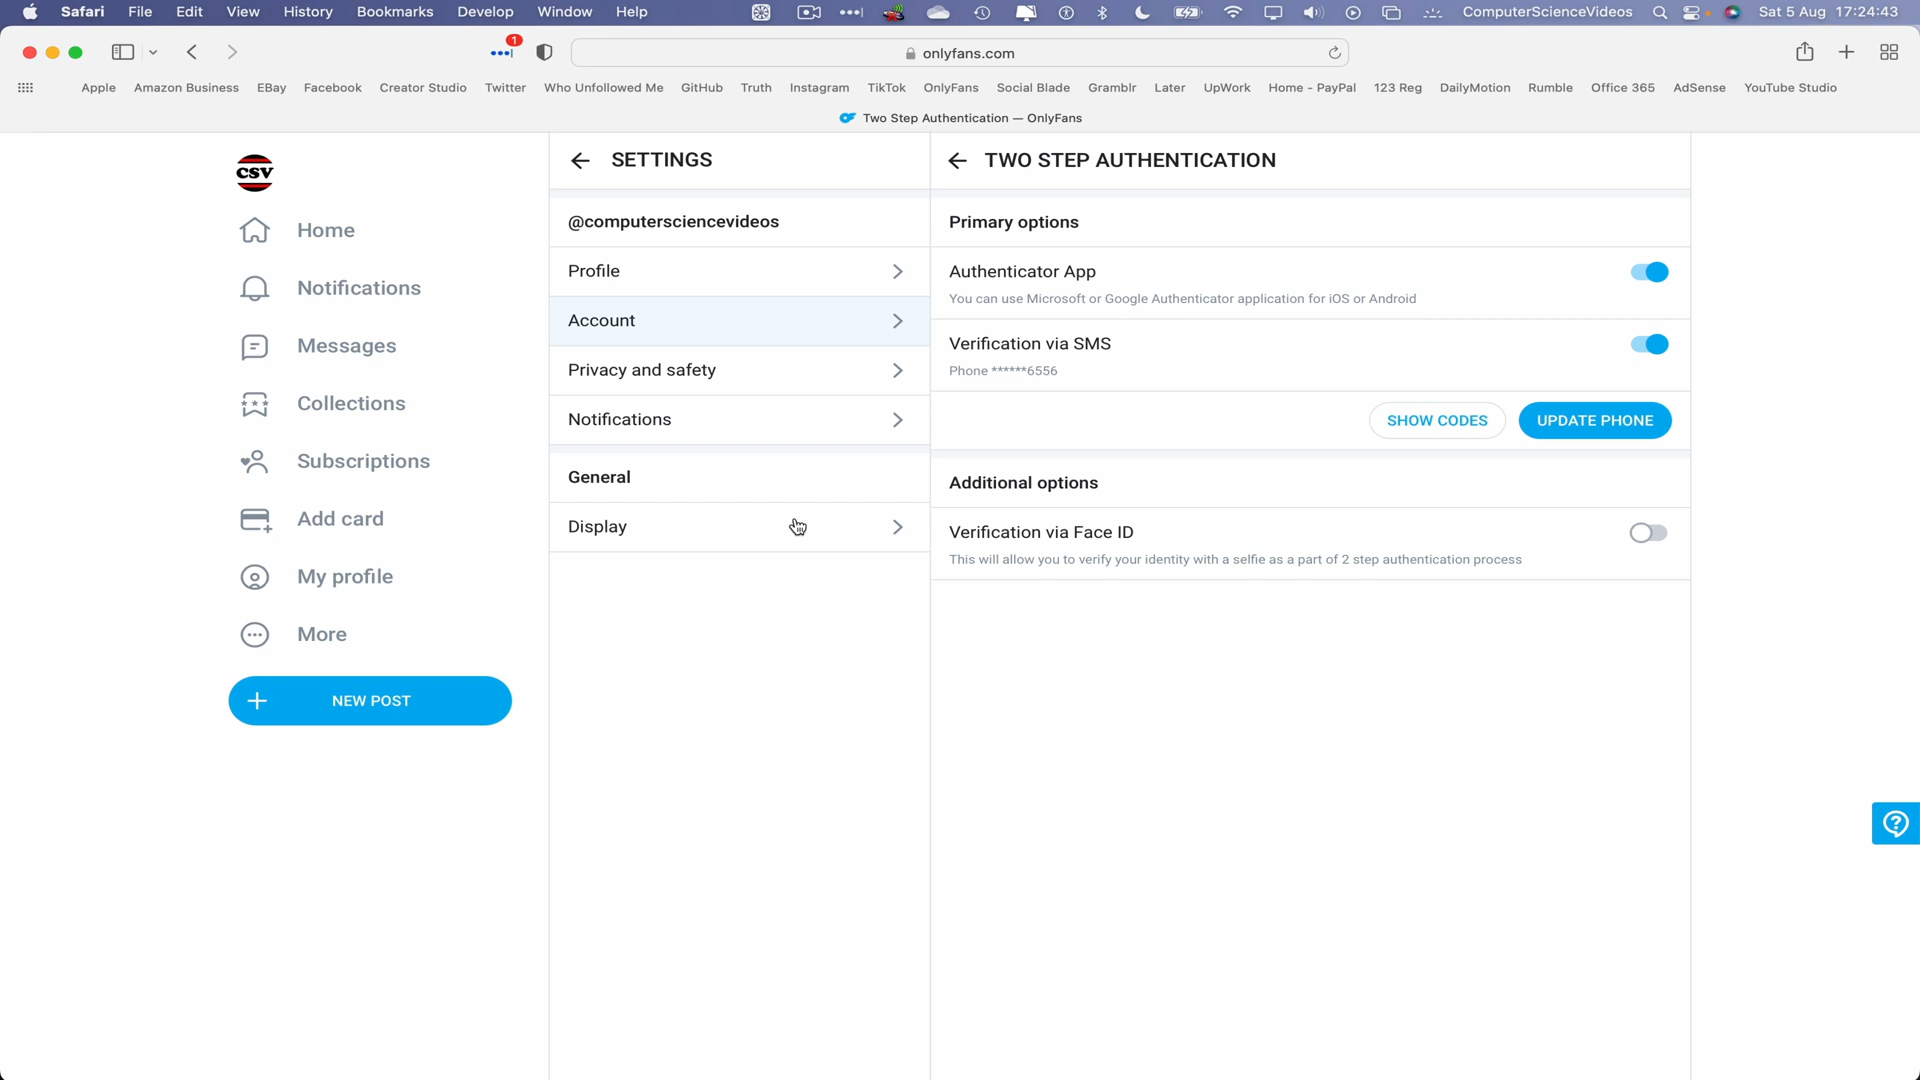 Safari File Edit View History Bookmarks Develop Window Help ComputerScienceVideos Sat 5 Aug 17:24:43
1
onlyfans.com
Apple Amazon Business EBay Facebook Creator Studio Twitter Who Unfollowed Me GitHub Truth Instagram TikTok OnlyFans Social Blade Gramblr Later UpWork Home - PayPal 123 Reg DailyMotion Rumble Office 365 AdSense YouTube Studio
Two Step Authentication — OnlyFans
CSV
Home
Notifications
Messages
Collections
Subscriptions
Add card
My profile
More
NEW POST
SETTINGS
@computersciencevideos
Profile
Account
Privacy and safety
Notifications
General
Display
TWO STEP AUTHENTICATION
Primary options
Authenticator App
You can use Microsoft or Google Authenticator application for iOS or Android
Verification via SMS
Phone ******6556
SHOW CODES UPDATE PHONE
Additional options
Verification via Face ID
This will allow you to verify your identity with a selfie as a part of 2 step authentication process